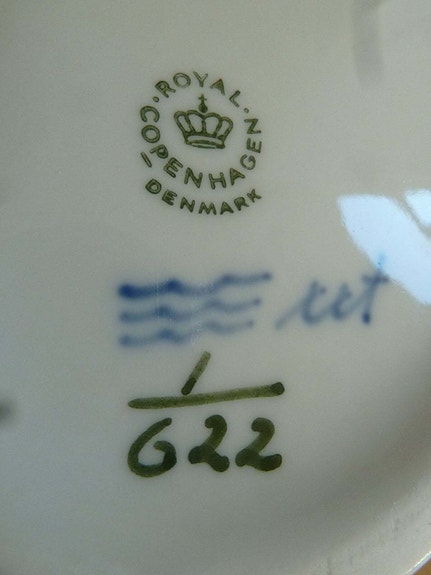 ROYAL COPENHAGEN
DENMARK
1
622